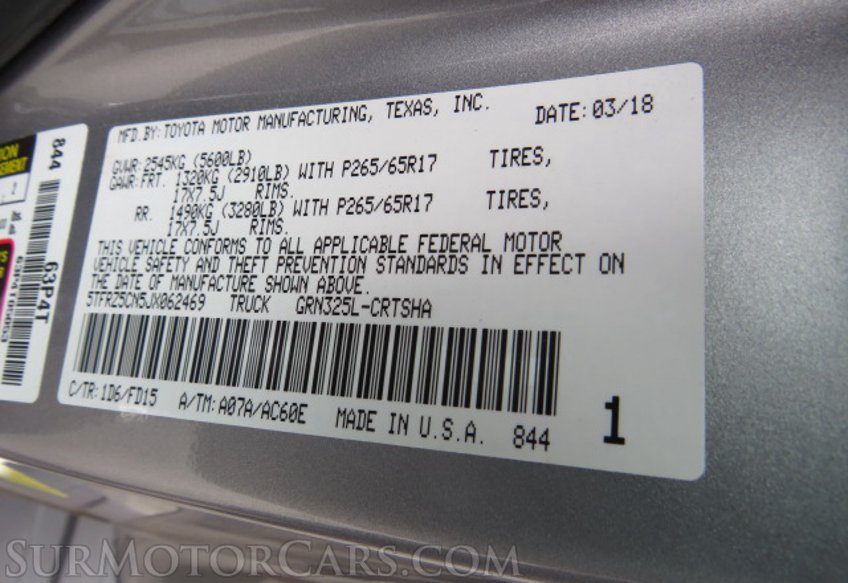 MFD.BY: TOYOTA MOTOR MANUFACTURING, TEXAS, INC. DATE: 03/18
GVWR: 2545KG (5600LB)
GAWR: FRT. 1320KG (2910LB) WITH P265/65R17 TIRES,
17X7.5J RIMS.
RR. 1490KG (3280LB) WITH P265/65R17 TIRES,
17X7.5J RIMS.
THIS VEHICLE CONFORMS TO ALL APPLICABLE FEDERAL MOTOR
VEHICLE SAFETY AND THEFT PREVENTION STANDARDS IN EFFECT ON
THE DATE OF MANUFACTURE SHOWN ABOVE.
5TFRZ5CN5JX062469 TRUCK GRN325L-CRTSHA
C/TR: 1D6/FD15 A/TM: A07A/AC60E MADE IN U.S.A. 844 1
844
63P4T
SURMOTORCARS.COM